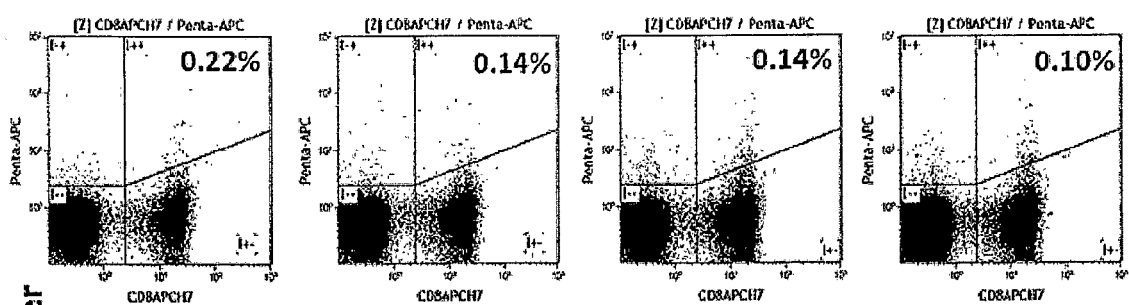 [Z] CD8APCH7 / Penta-APC
[Z] CD8APCH7 / Penta-APC
[Z] CD8APCH7 / Penta-APC
[Z] CD8APCH7 / Penta-APC
I-+ I++ 0.22%
I-+ I++ 0.14%
I-+ I++ 0.14%
I-+ I++ 0.10%
Penta-APC
Penta-APC
Penta-APC
Penta-APC
I--
I--
I--
I--
I+-
I+-
I+-
I+-
CD8APCH7
CD8APCH7
CD8APCH7
CD8APCH7
er